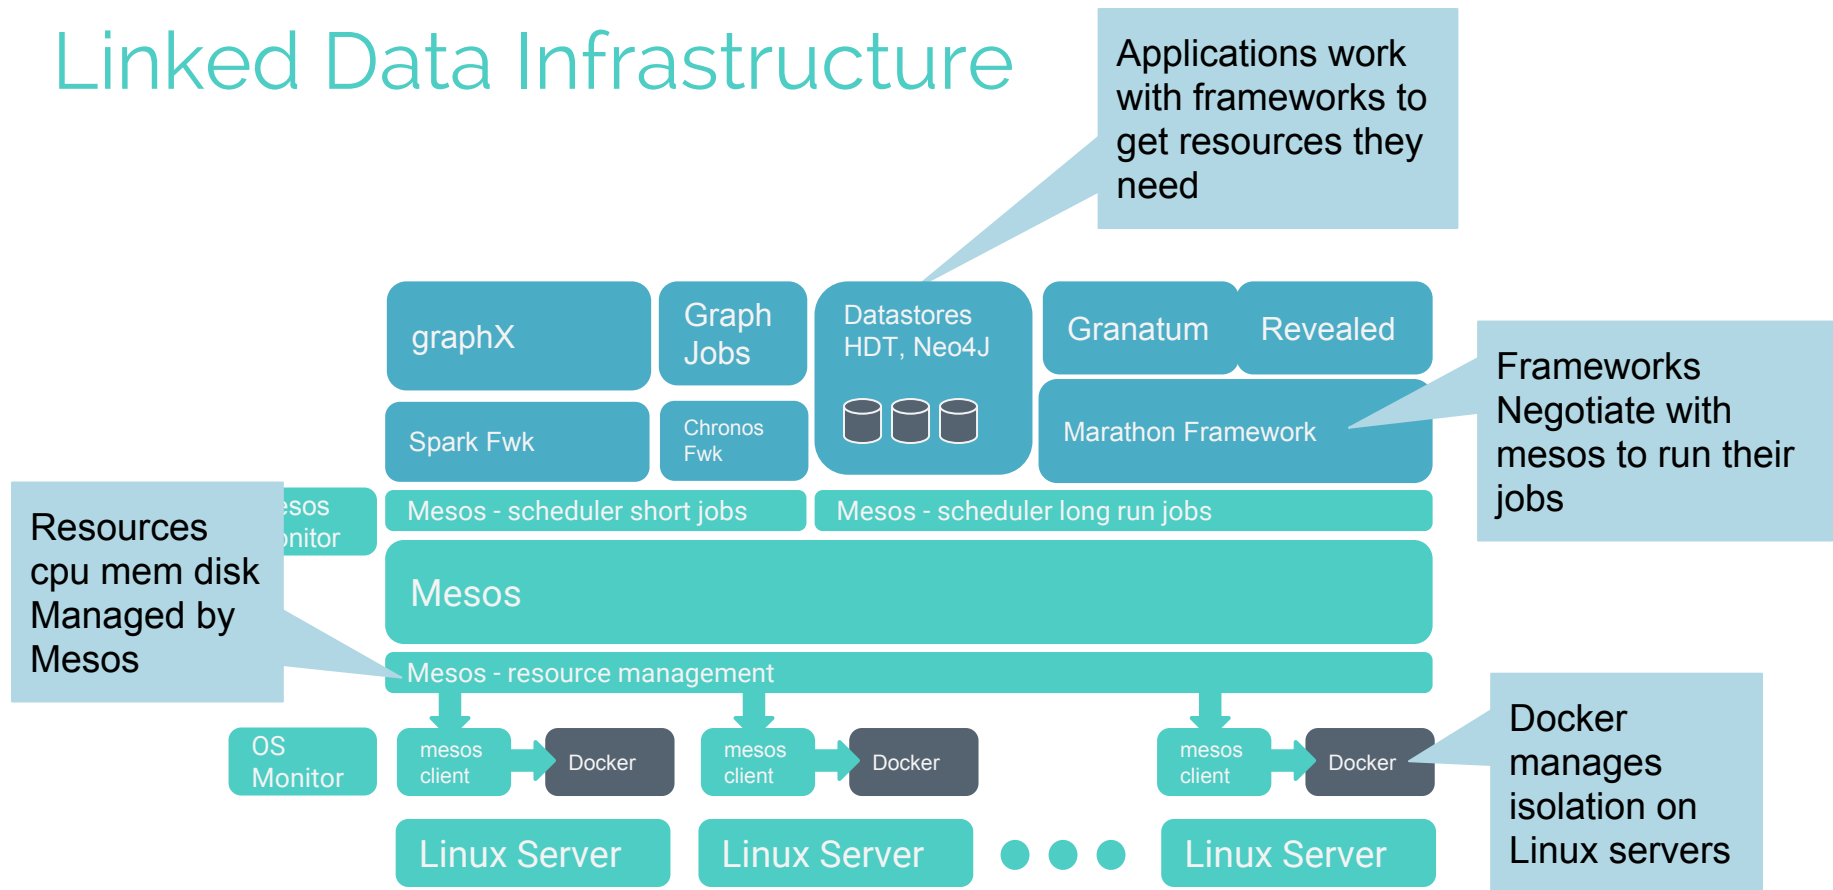 Linked Data Infrastructure
Applications work
with frameworks to
get resources they
need
graphX
Graph
Jobs
Datastores
HDT, Neo4J
Granatum
Revealed
Frameworks
Negotiate with
mesos to run their
jobs
Spark Fwk
Chronos
Fwk
Marathon Framework
Resources
cpu mem disk
Managed by
Mesos
Mesos - scheduler short jobs
Mesos - scheduler long run jobs
Mesos
Mesos - resource management
OS
Monitor
mesos
client
Docker
mesos
client
Docker
mesos
client
Docker
Docker
manages
isolation on
Linux servers
Linux Server
Linux Server
Linux Server